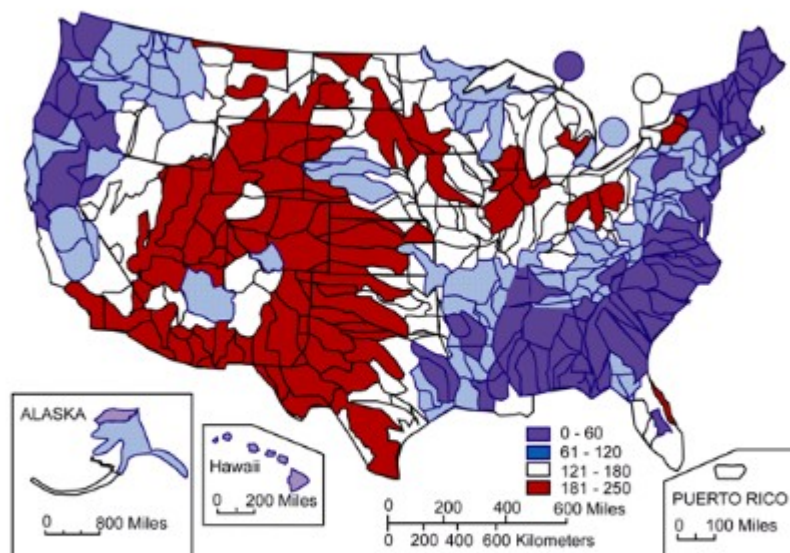 ALASKA
0 800 Miles
Hawaii
0 200 Miles
0 - 60
61 - 120
121 - 180
181 - 250
0 200 400 600 Miles
0 200 400 600 Kilometers
PUERTO RICO
0 100 Miles